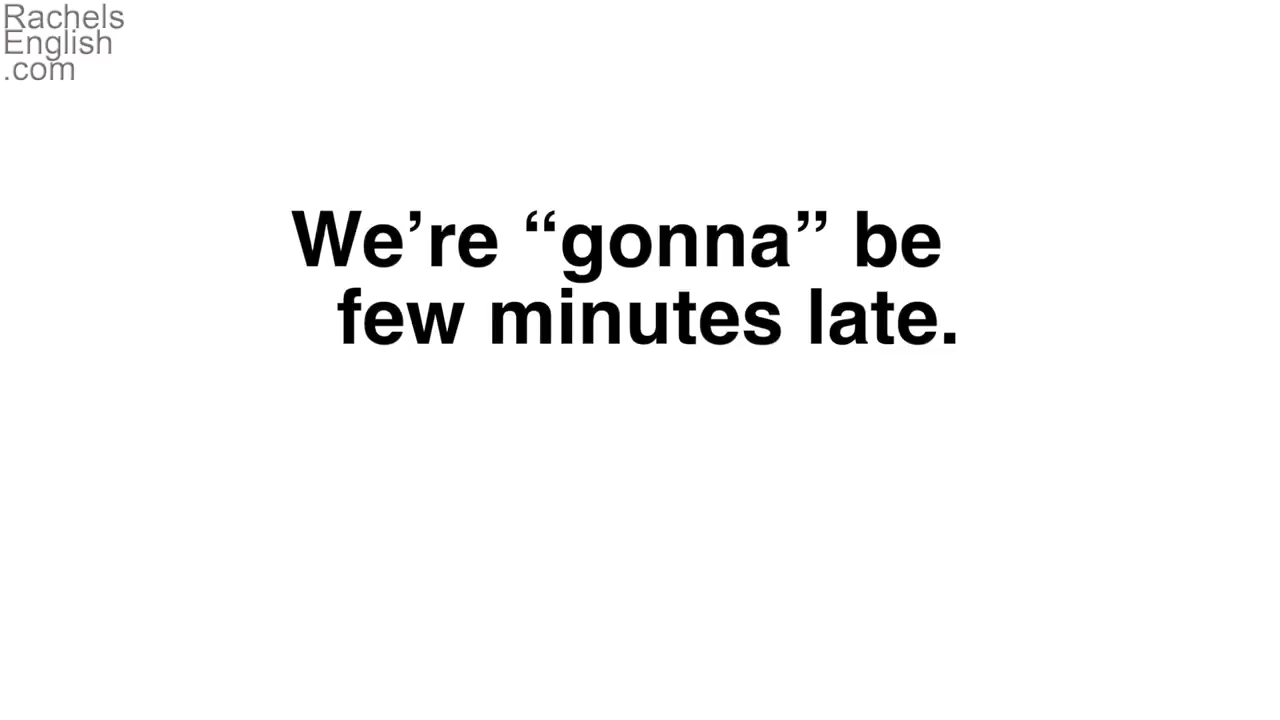 Rachels
English
.com
We’re “gonna” be
few minutes late.